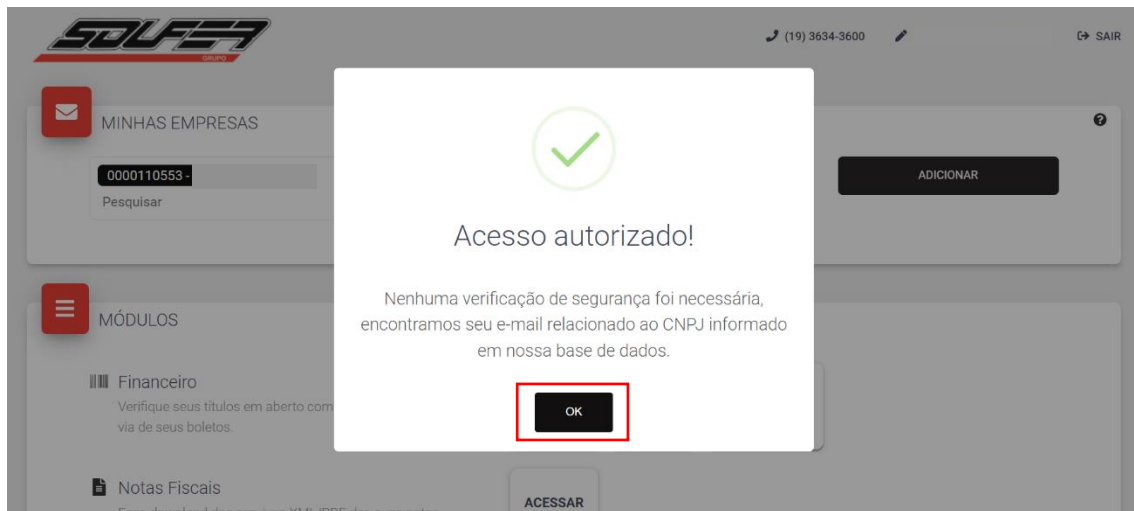 SOLFER
GRUPO
(19) 3634-3600
SAIR
MINHAS EMPRESAS
0000110553 -
Pesquisar
ADICIONAR
Acesso autorizado!
Nenhuma verificação de segurança foi necessária,
encontramos seu e-mail relacionado ao CNPJ informado
em nossa base de dados.
OK
MÓDULOS
Financeiro
Verifique seus títulos em aberto com
via de seus boletos.
Notas Fiscais
ACESSAR